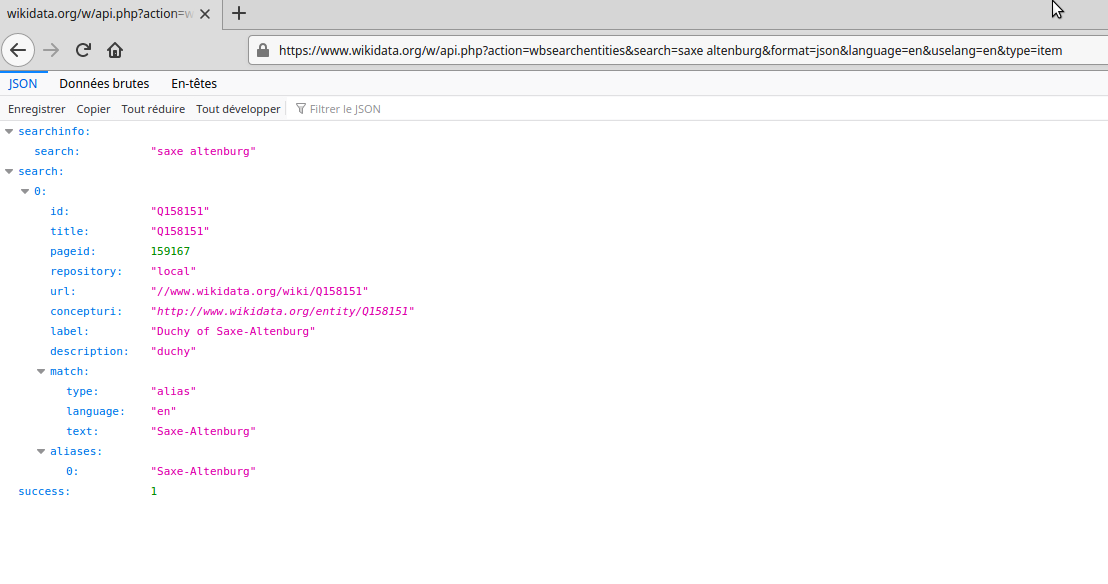 wikidata.org/w/api.php?action=w
https://www.wikidata.org/w/api.php?action=wbsearchentities&search=saxe altenburg&format=json&language=en&uselang=en&type=item
JSON Données brutes En-têtes
Enregistrer Copier Tout réduire Tout développer Filtrer le JSON
searchinfo:
search: "saxe altenburg"
search:
0:
id: "Q158151"
title: "Q158151"
pageid: 159167
repository: "local"
url: "//www.wikidata.org/wiki/Q158151"
concepturi: "http://www.wikidata.org/entity/Q158151"
label: "Duchy of Saxe-Altenburg"
description: "duchy"
match:
type: "alias"
language: "en"
text: "Saxe-Altenburg"
aliases:
0: "Saxe-Altenburg"
success: 1